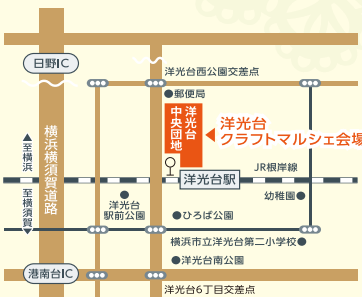 日野IC
洋光台西公園交差点
郵便局
洋光台
中央団地
洋光台
クラフトマルシェ会場
横浜横須賀道路
▲至横浜
至横須賀▼
JR根岸線
洋光台駅
幼稚園
洋光台
駅前公園
ひろば公園
横浜市立洋光台第二小学校
洋光台南公園
港南台IC
洋光台6丁目交差点